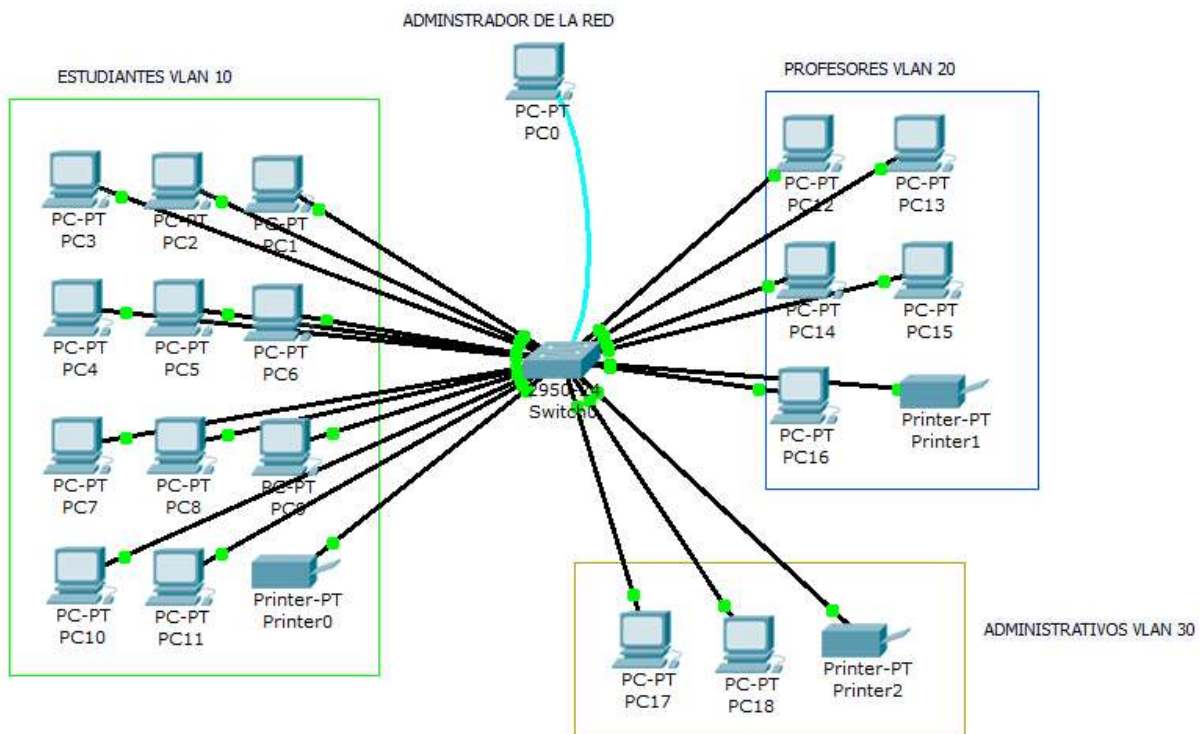 ADMINSTRADOR DE LA RED
PC-PT
PC0
ESTUDIANTES VLAN 10
PC-PT
PC3
PC-PT
PC2
PC-PT
PC1
PC-PT
PC4
PC-PT
PC5
PC-PT
PC6
PC-PT
PC7
PC-PT
PC8
PC-PT
PC9
PC-PT
PC10
PC-PT
PC11
Printer-PT
Printer0
2950-24
Switch0
PROFESORES VLAN 20
PC-PT
PC12
PC-PT
PC13
PC-PT
PC14
PC-PT
PC15
PC-PT
PC16
Printer-PT
Printer1
ADMINISTRATIVOS VLAN 30
PC-PT
PC17
PC-PT
PC18
Printer-PT
Printer2